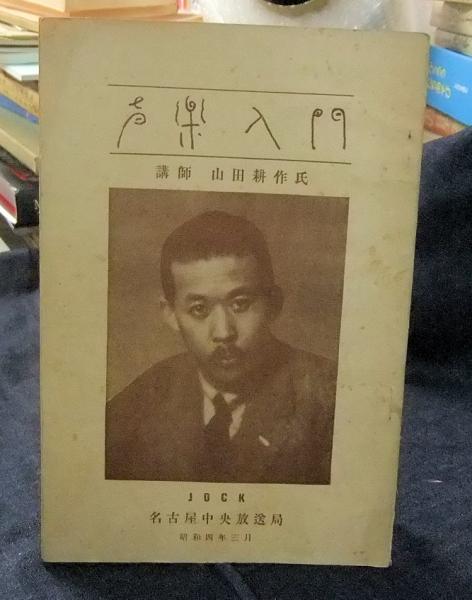 声楽入門
講師 山田耕作氏
JOCK
名古屋中央放送局
昭和四年三月